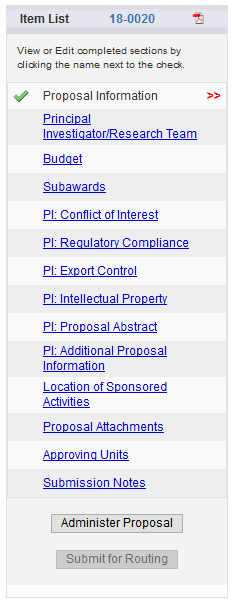 Item List 18-0020
View or Edit completed sections by
clicking the name next to the check.
Proposal Information >>
Principal
Investigator/Research Team
Budget
Subawards
PI: Conflict of Interest
PI: Regulatory Compliance
PI: Export Control
PI: Intellectual Property
PI: Proposal Abstract
PI: Additional Proposal
Information
Location of Sponsored
Activities
Proposal Attachments
Approving Units
Submission Notes
Administer Proposal
Submit for Routing